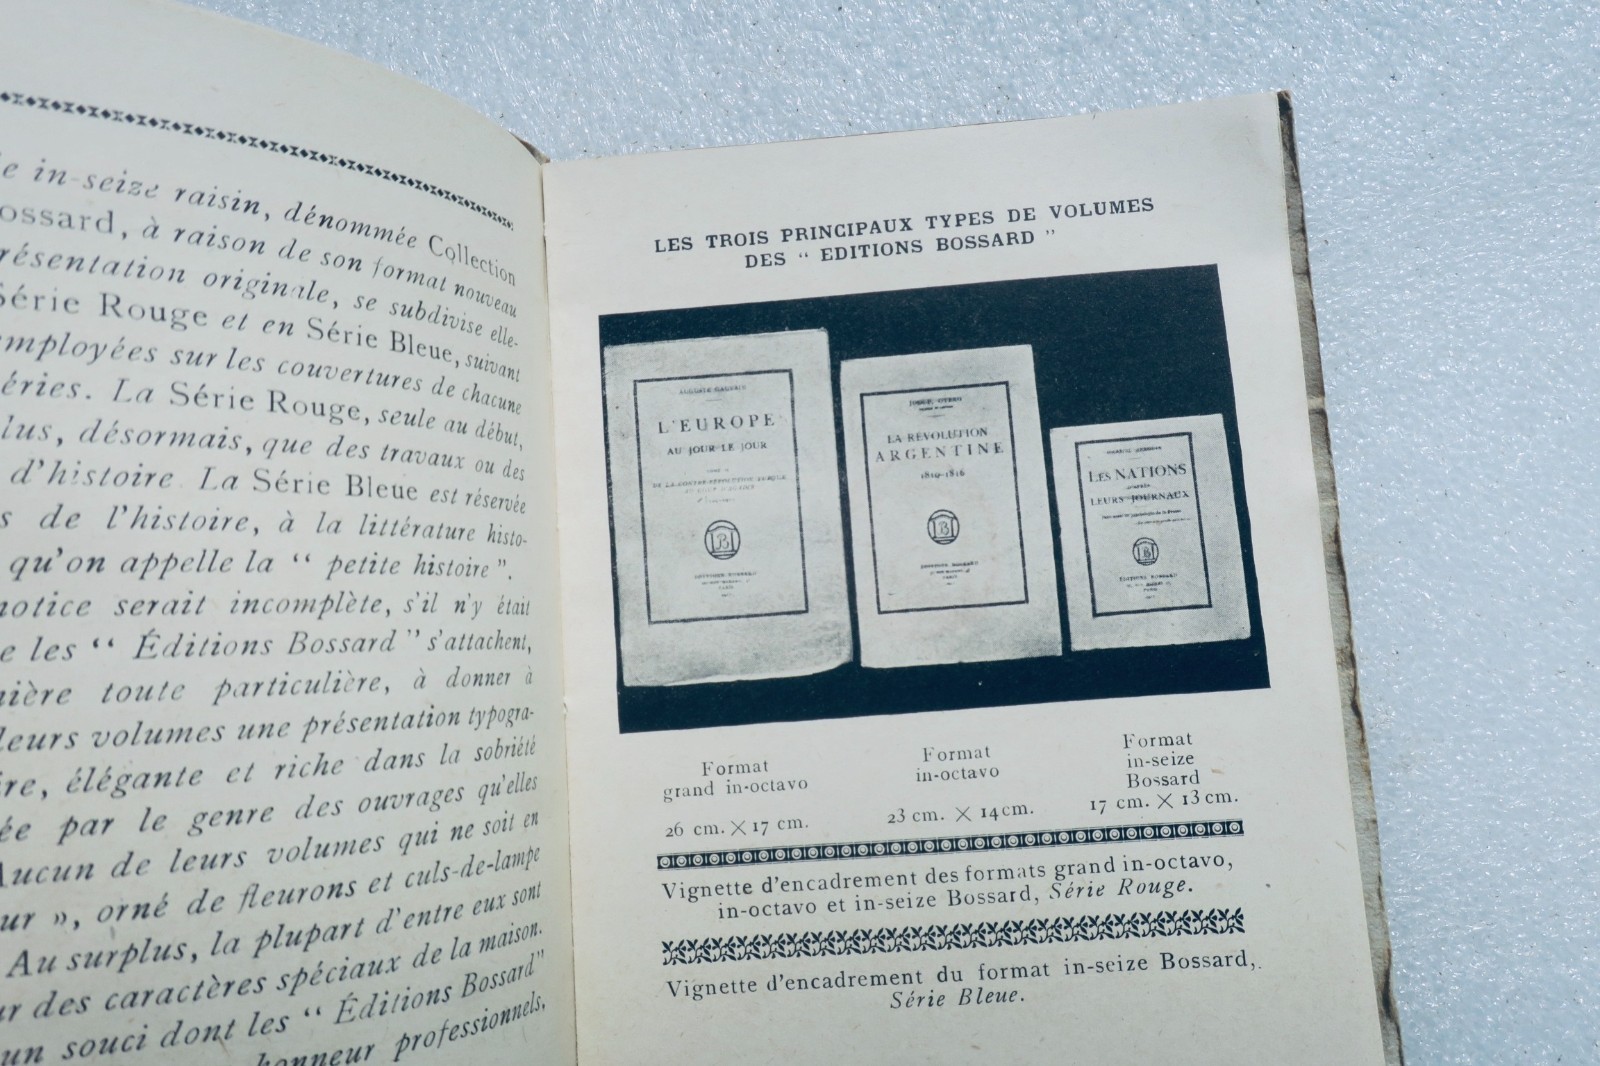 in-seize raisin, dénommée Collection
ossard, à raison de son format nouveau
résentation originale, se subdivise elle-
Série Rouge et en Série Bleue, suivant
employées sur les couvertures de chacune
éries. La Série Rouge, seule au début,
lus, désormais, que des travaux ou des
d'histoire. La Série Bleue est réservée
s de l'histoire, à la littérature histo-
qu'on appelle la “ petite histoire”.
notice serait incomplète, s'il n'y était
e les “ Éditions Bossard ” s'attachent,
nière toute particulière, à donner à
leurs volumes une présentation typogra-
re, élégante et riche dans la sobriété
ée par le genre des ouvrages qu'elles
Aucun de leurs volumes qui ne soit en
ur », orné de fleurons et culs-de-lampe
Au surplus, la plupart d'entre eux sont
ur des caractères spéciaux de la maison.
un souci dont les “ Éditions Bossard”
honneur professionnels,
LES TROIS PRINCIPAUX TYPES DE VOLUMES
DES “ EDITIONS BOSSARD ”
L'EUROPE
AU JOUR LE JOUR
B
LA RÉVOLUTION
ARGENTINE
1810-1816
B
LES NATIONS
LEURS JOURNAUX
B
Format
grand in-octavo
26 cm. × 17 cm.
Format
in-octavo
23 cm. × 14 cm.
Format
in-seize
Bossard
17 cm. × 13 cm.
Vignette d'encadrement des formats grand in-octavo,
in-octavo et in-seize Bossard, Série Rouge.
Vignette d'encadrement du format in-seize Bossard,
Série Bleue.